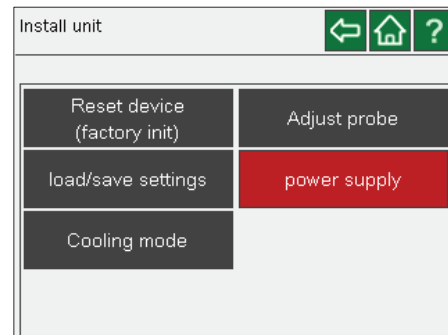 Install unit
?
Reset device
(factory init)
Adjust probe
load/save settings
power supply
Cooling mode